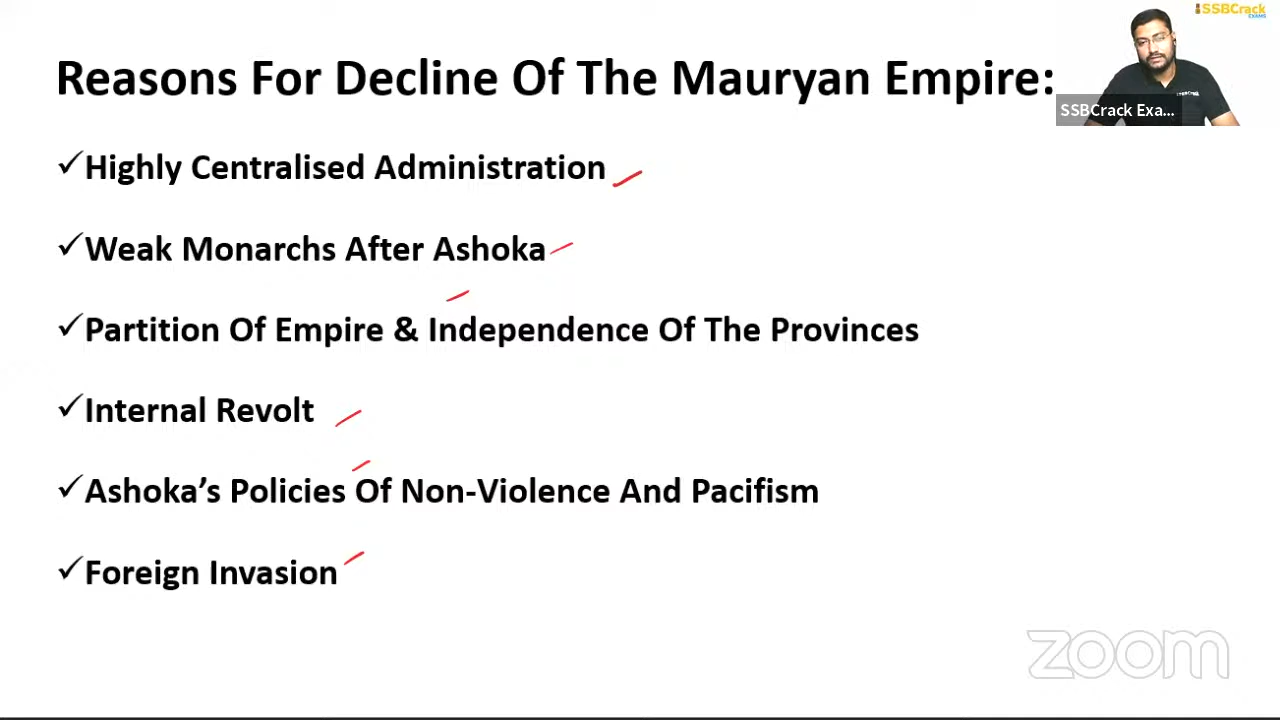 SSBCrack
EXAMS
Reasons For Decline Of The Mauryan Empire:
SSBCrack Exa...
✓Highly Centralised Administration
✓Weak Monarchs After Ashoka
✓Partition Of Empire & Independence Of The Provinces
✓Internal Revolt
✓Ashoka’s Policies Of Non-Violence And Pacifism
✓Foreign Invasion
zoom